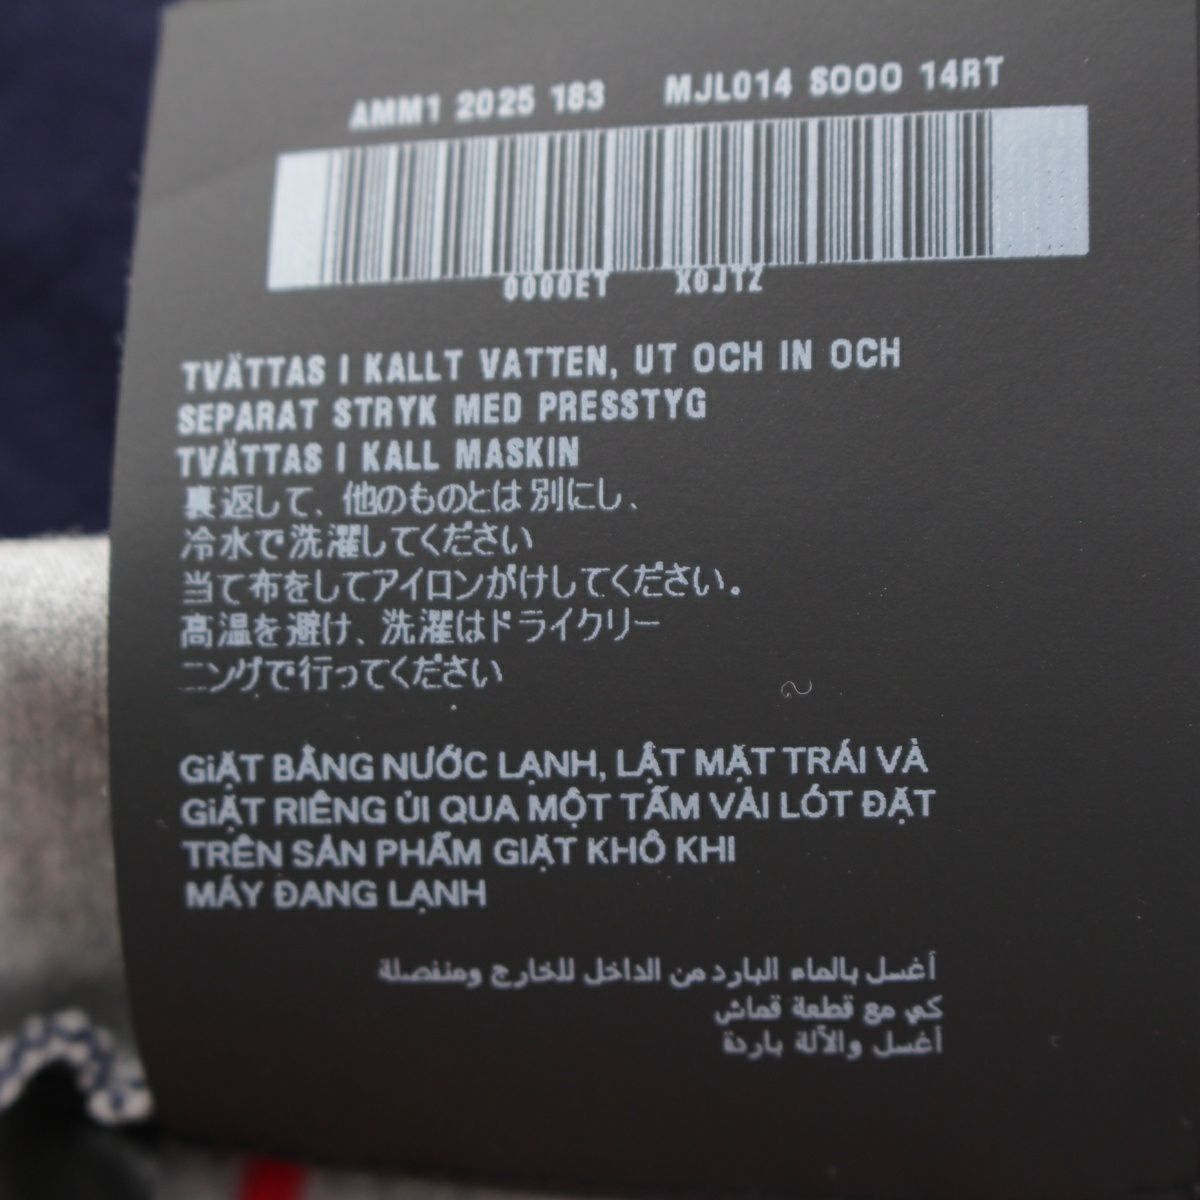 AMM1 2025 183 MJL014 S000 14RT
0000ET X0JTZ
TVÄTTAS I KALLT VATTEN, UT OCH IN OCH
SEPARAT STRYK MED PRESSTYG
TVÄTTAS I KALL MASKIN
裏返して、他のものとは別にし、
冷水で洗濯してください
当て布をしてアイロンがけしてください。
高温を避け、洗濯はドライクリー
ニングで行ってください
GIẶT BẰNG NƯỚC LẠNH, LẬT MẶT TRÁI VÀ
GIẶT RIÊNG ỦI QUA MỘT TẤM VẢI LÓT ĐẶT
TRÊN SẢN PHẨM GIẶT KHÔ KHI
MÁY ĐANG LẠNH
أغسل بالماء البارد من الداخل للخارج ومنفصلة
كي مع قطعة قماش
أغسل والآلة باردة